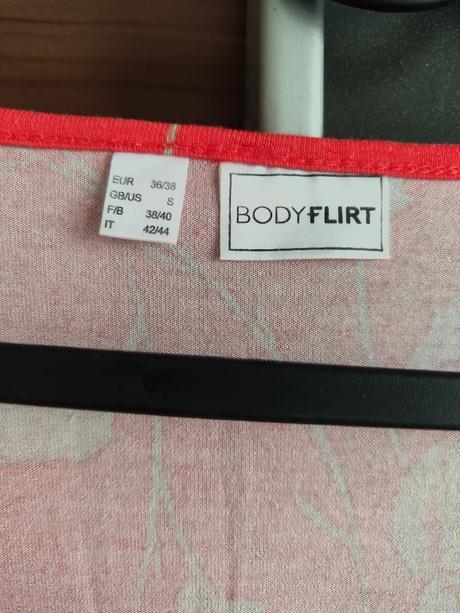 EUR 36/38
GB/US S
F/B 38/40
IT 42/44
BODYFLIRT